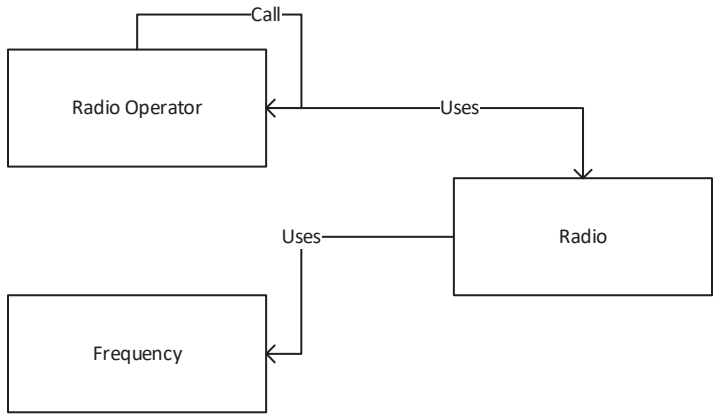 Call
Radio Operator
Uses
Radio
Uses
Frequency